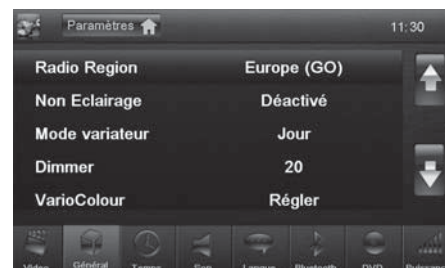 Paramètres 11:30
Radio Region Europe (GO)
Non Eclairage Déactivé
Mode variateur Jour
Dimmer 20
VarioColour Régler
Video Général Temps Son Langue Bluetooth DVD